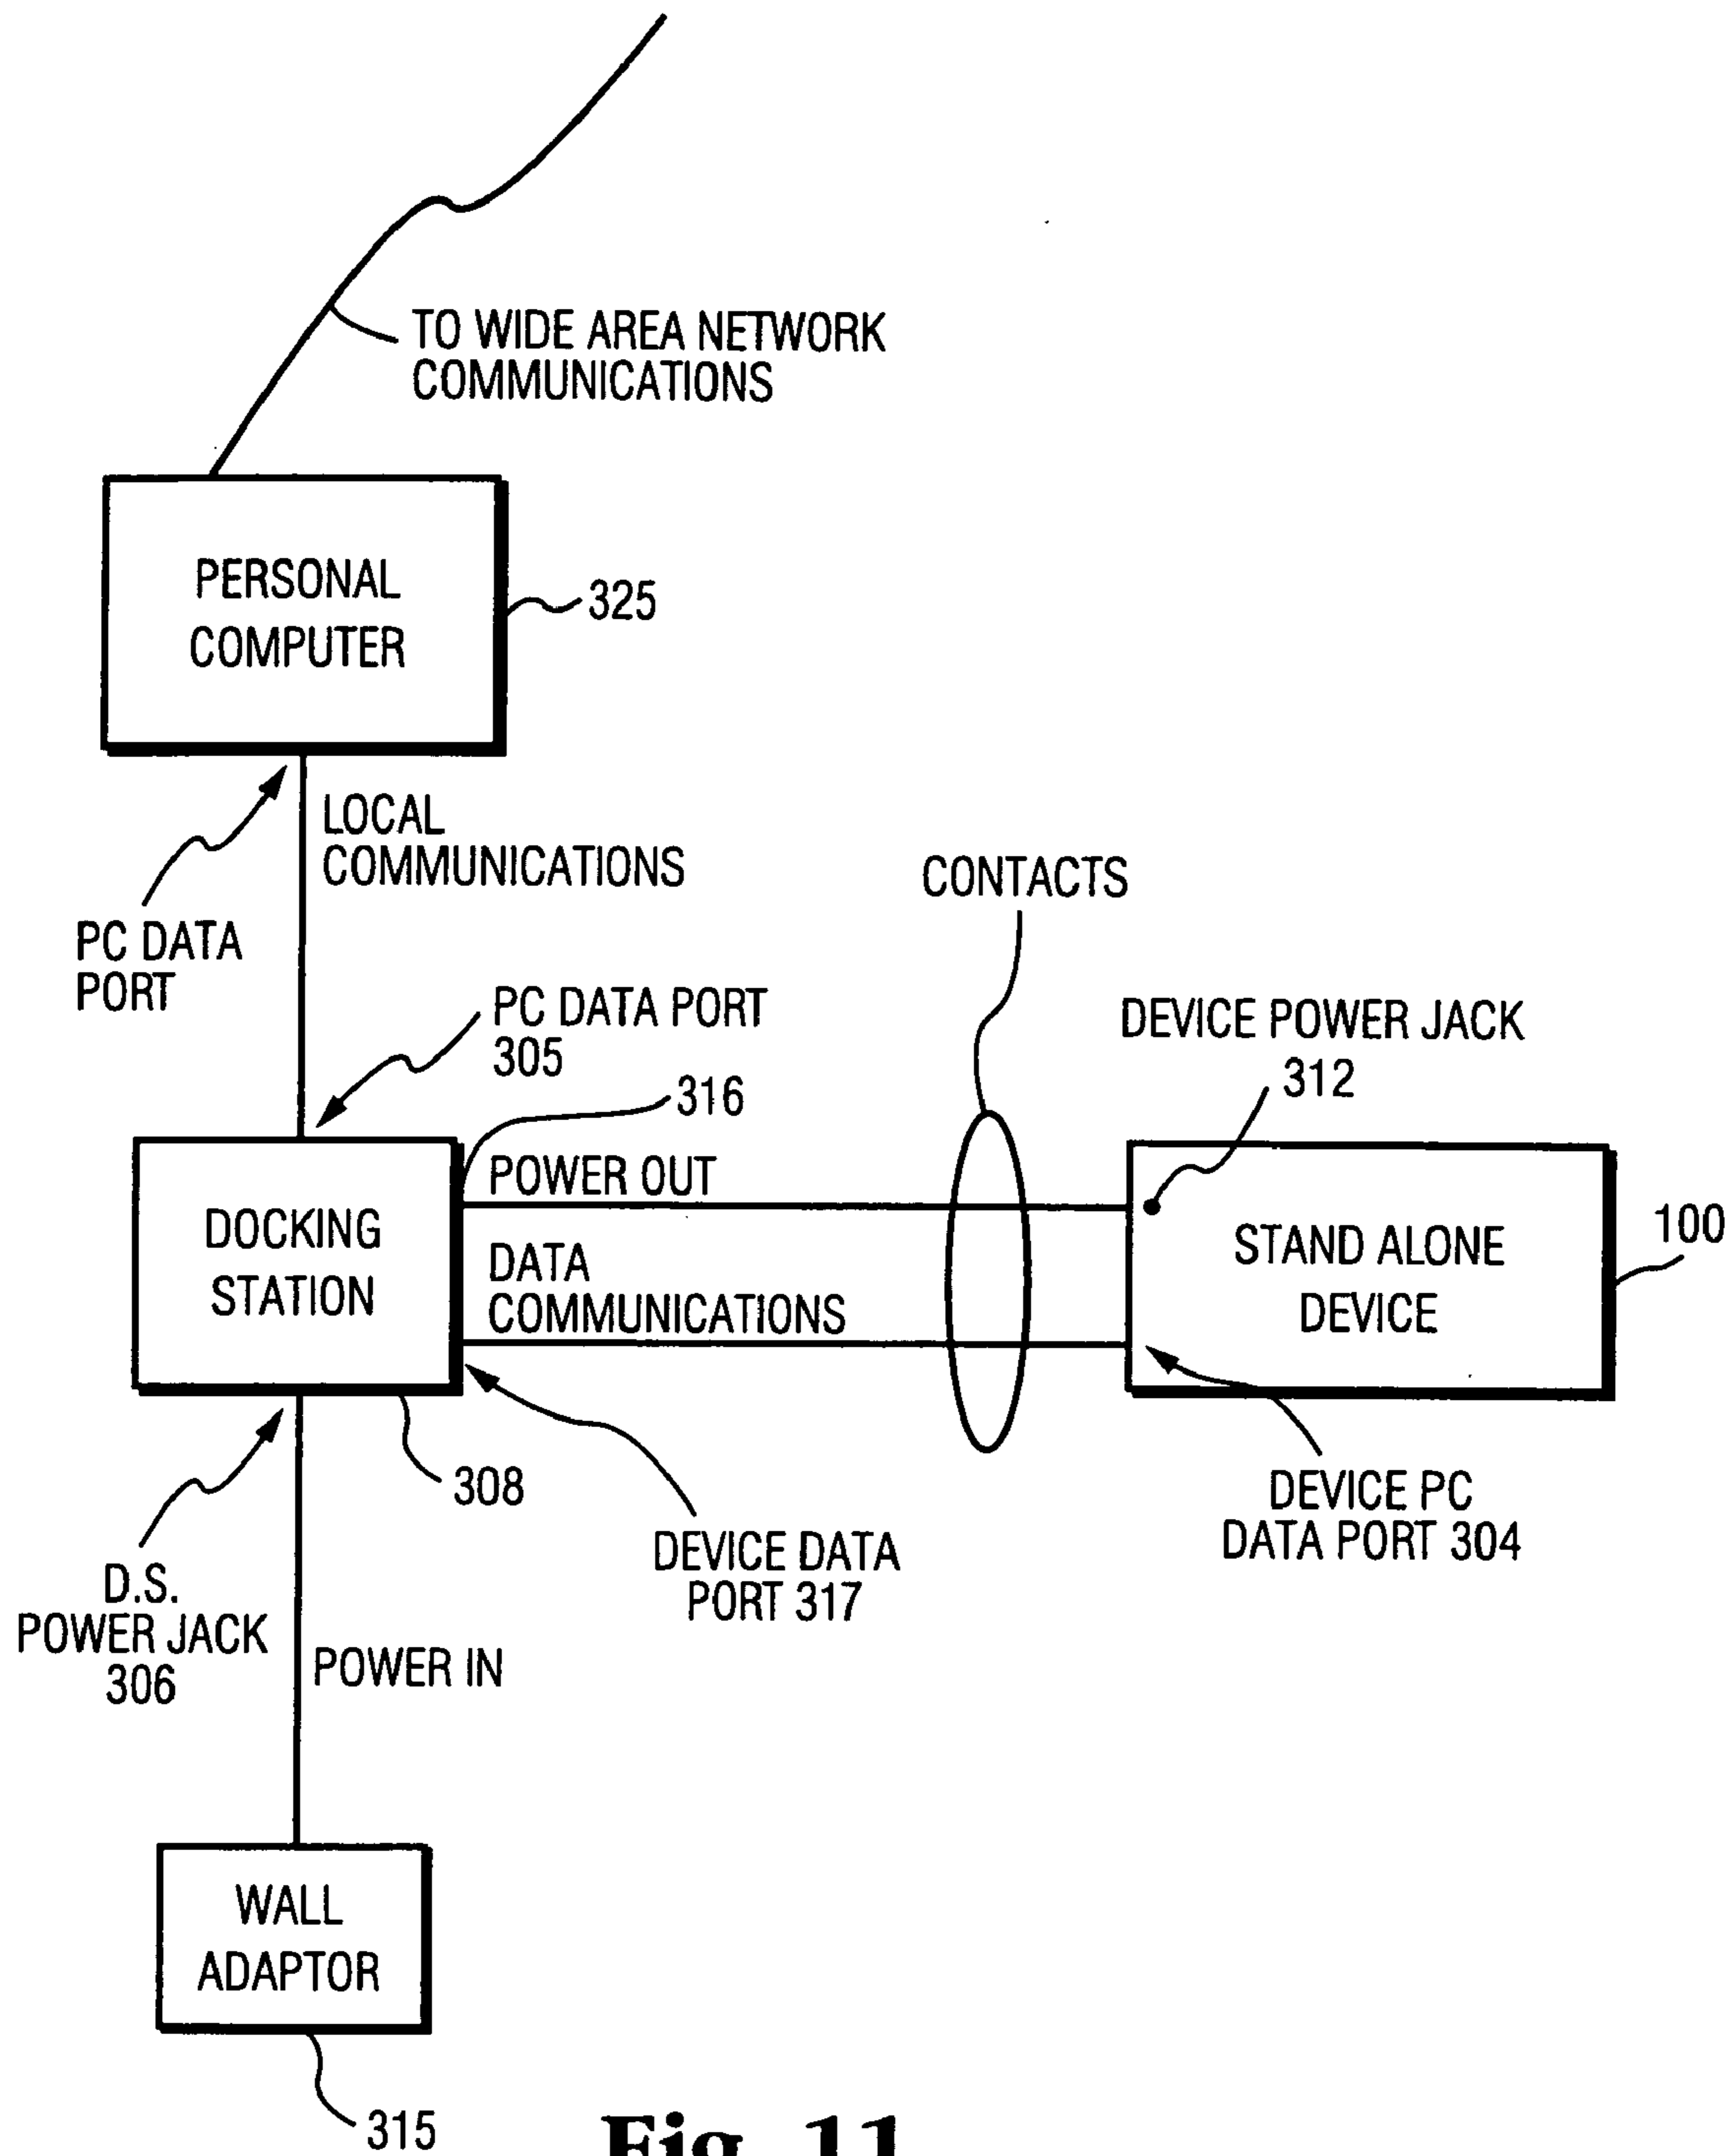 TO WIDE AREA NETWORK
COMMUNICATIONS
PERSONAL
COMPUTER
325
LOCAL
COMMUNICATIONS
PC DATA
PORT
CONTACTS
PC DATA PORT
305
316
DEVICE POWER JACK
312
POWER OUT
DOCKING
STATION
DATA
COMMUNICATIONS
STAND ALONE
DEVICE
100
308
DEVICE DATA
PORT 317
DEVICE PC
DATA PORT 304
D.S.
POWER JACK
306
POWER IN
WALL
ADAPTOR
315
Fig. 11